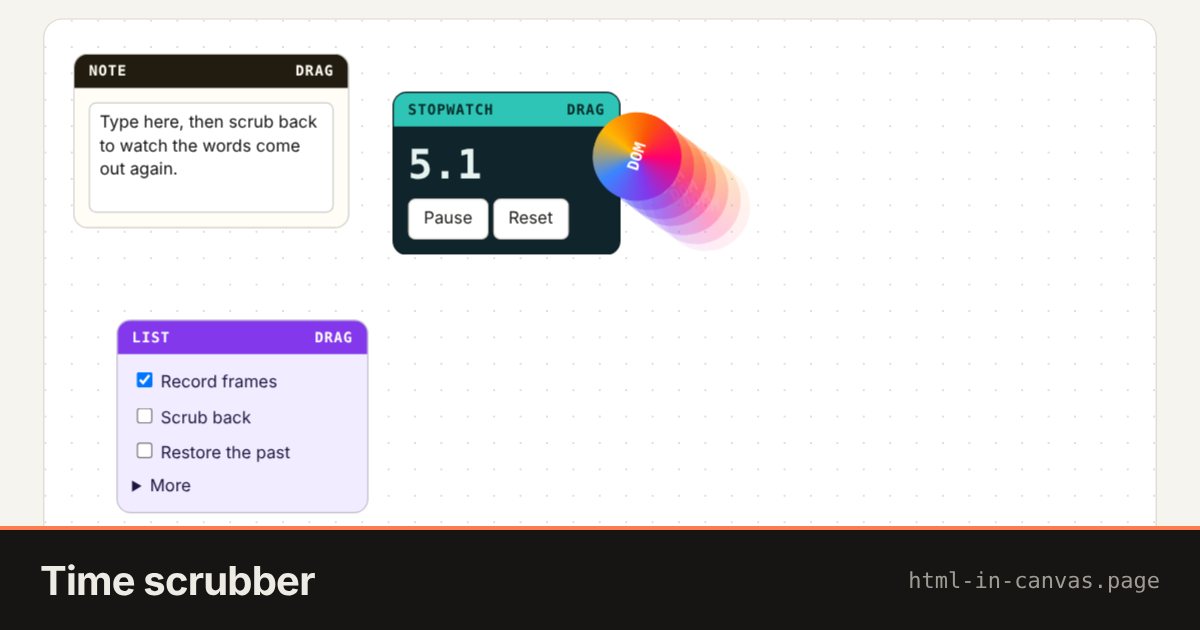 NOTE DRAG
Type here, then scrub back
to watch the words come
out again.
STOPWATCH DRAG
5.1
Pause Reset
DOM
LIST DRAG
Record frames
Scrub back
Restore the past
More
Time scrubber
html-in-canvas.page